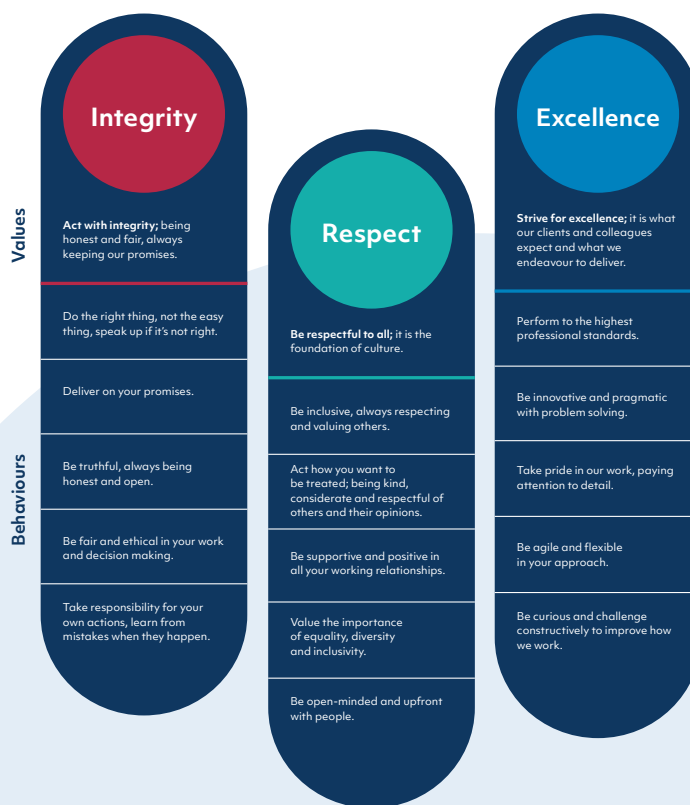 Values
Behaviours
Integrity
Act with integrity; being
honest and fair, always
keeping our promises.
Do the right thing, not the easy
thing, speak up if it's not right.
Deliver on your promises.
Be truthful, always being
honest and open.
Be fair and ethical in your work
and decision making.
Take responsibility for your
own actions, learn from
mistakes when they happen.
Respect
Be respectful to all; it is the
foundation of culture.
Be inclusive, always respecting
and valuing others.
Act how you want to
be treated; being kind,
considerate and respectful of
others and their opinions.
Be supportive and positive in
all your working relationships.
Value the importance
of equality, diversity
and inclusivity.
Be open-minded and upfront
with people.
Excellence
Strive for excellence; it is what
our clients and colleagues
expect and what we
endeavour to deliver.
Perform to the highest
professional standards.
Be innovative and pragmatic
with problem solving.
Take pride in our work, paying
attention to detail.
Be agile and flexible
in your approach.
Be curious and challenge
constructively to improve how
we work.